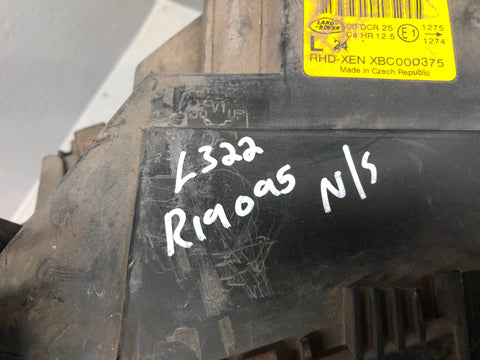 LAND-
ROVER
00 DCR 25
04 HR 12.5
E1
1275
1274
L 24
RHD-XEN XBC000375
Made in Czech Republic
L322
R19095 N/S